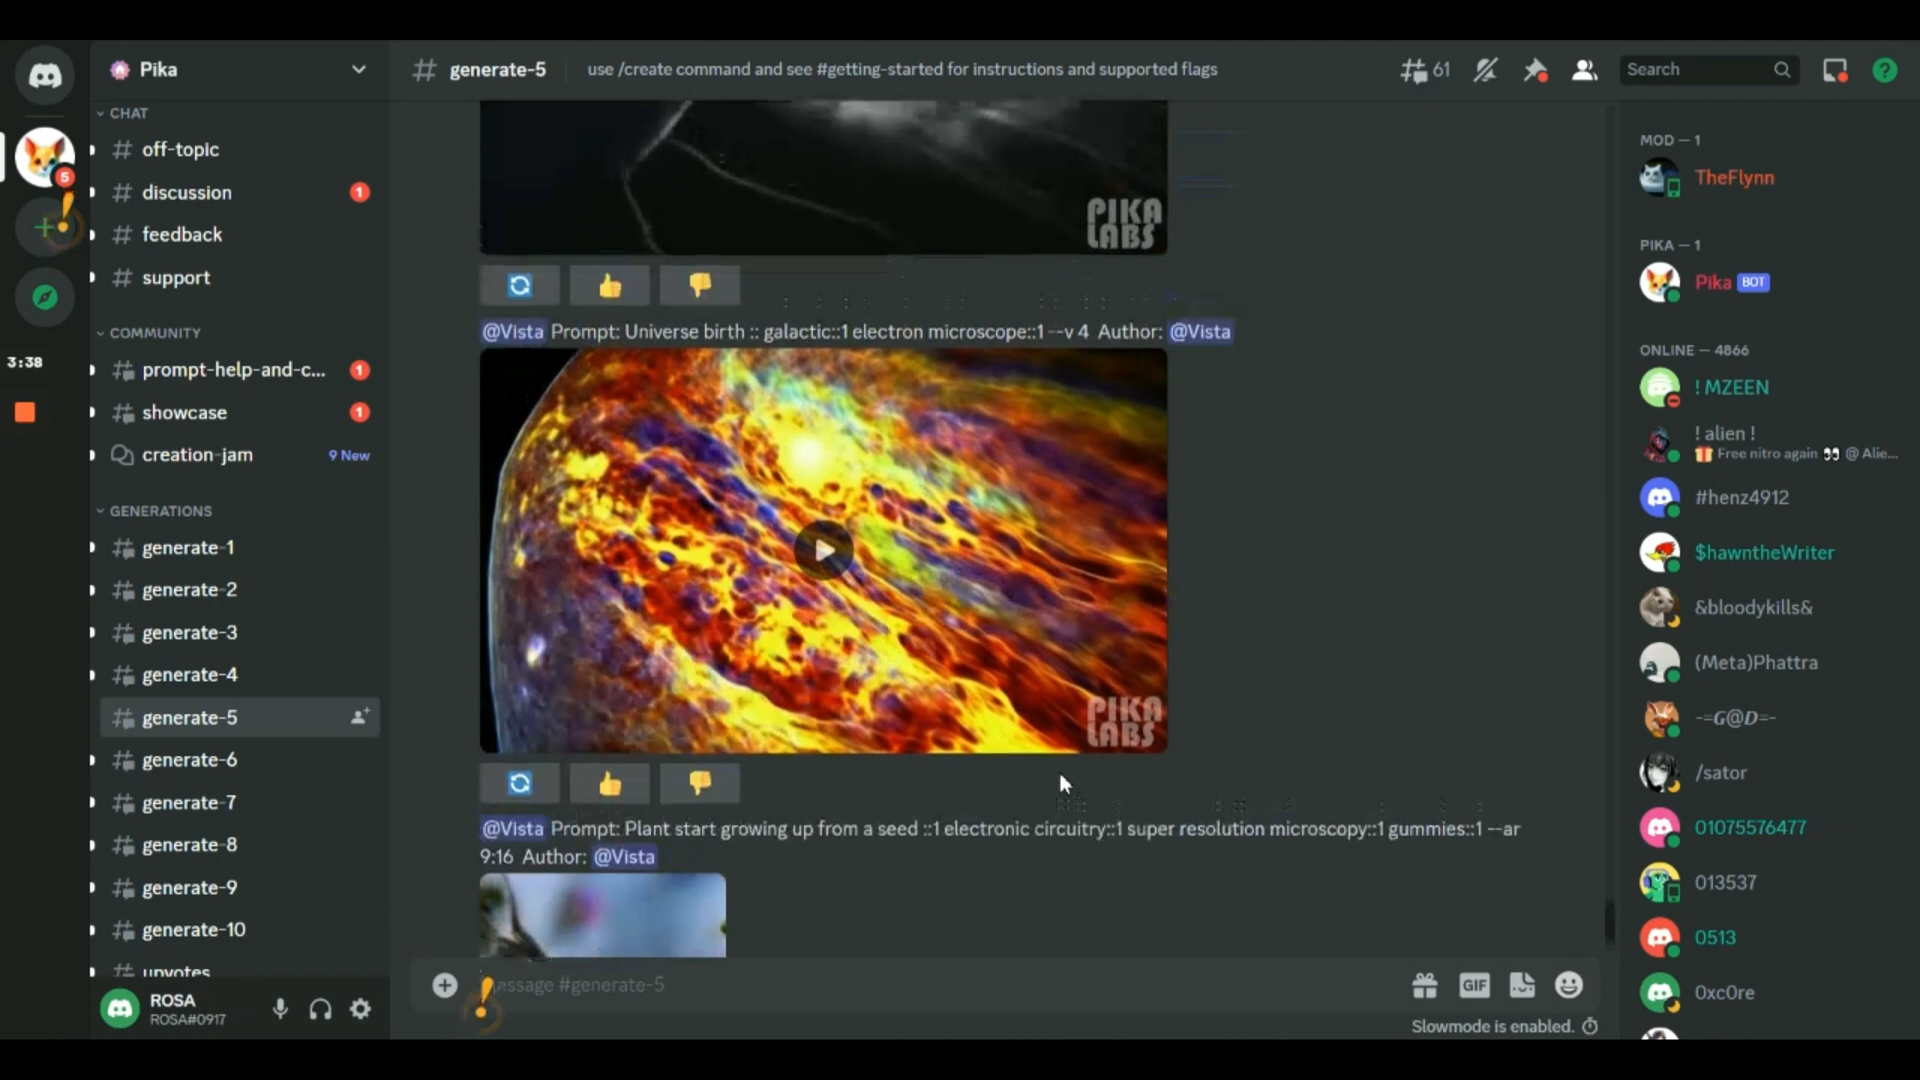 Pika
generate-5
use /create command and see #getting-started for instructions and supported flags
61
Search
?
CHAT
off-topic
discussion
1
feedback
support
5
COMMUNITY
prompt-help-and-c...
1
showcase
1
creation-jam
9 New
3:38
GENERATIONS
generate-1
generate-2
generate-3
generate-4
generate-5
generate-6
generate-7
generate-8
generate-9
generate-10
upvotes
ROSA
ROSA#0917
PIKA
LABS
@Vista Prompt: Universe birth :: galactic::1 electron microscope::1 --v 4 Author: @Vista
PIKA
LABS
@Vista Prompt: Plant start growing up from a seed ::1 electronic circuitry::1 super resolution microscopy::1 gummies::1 --ar
9:16 Author: @Vista
essage #generate-5
GIF
Slowmode is enabled.
MOD — 1
TheFlynn
PIKA — 1
Pika BOT
ONLINE — 4866
! MZEEN
! alien !
Free nitro again 👀 @ Alie...
#henz4912
$hawntheWriter
&bloodykills&
(Meta)Phattra
-=G@D=-
/sator
01075576477
013537
0513
0xc0re